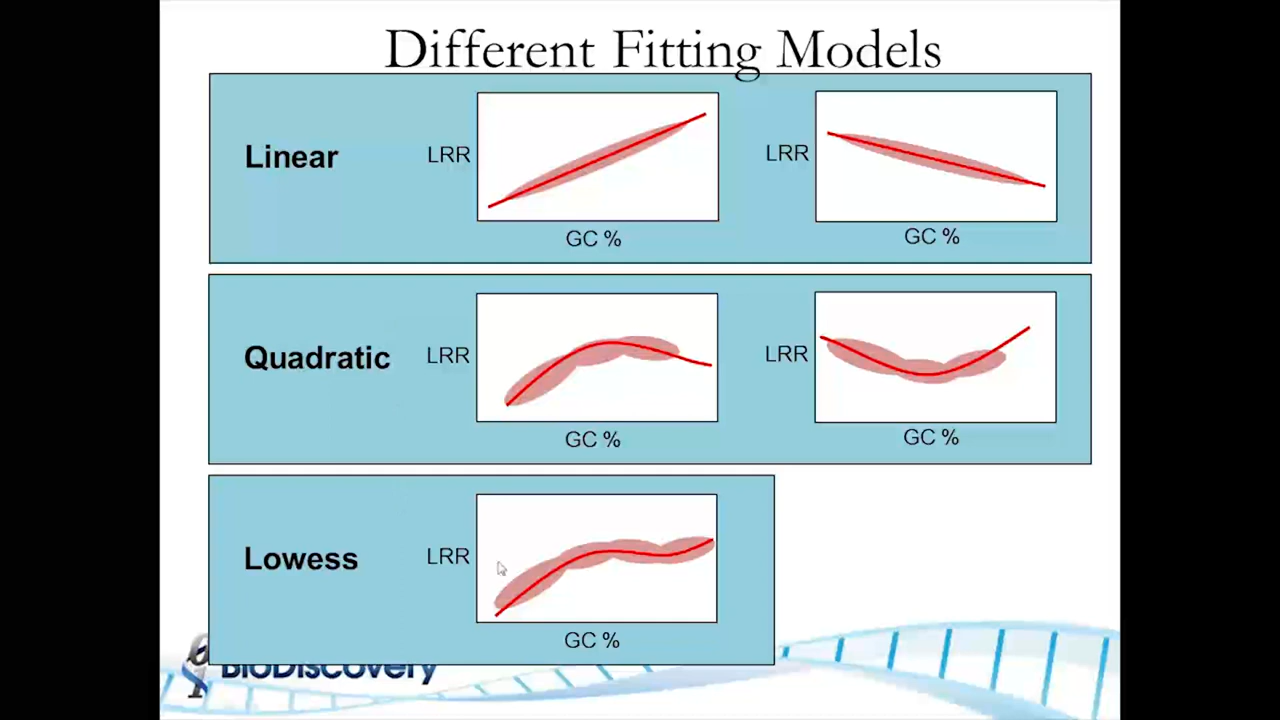 Different Fitting Models
Linear
LRR
GC %
LRR
GC %
Quadratic
LRR
GC %
LRR
GC %
Lowess
LRR
GC %
BioDiscovery